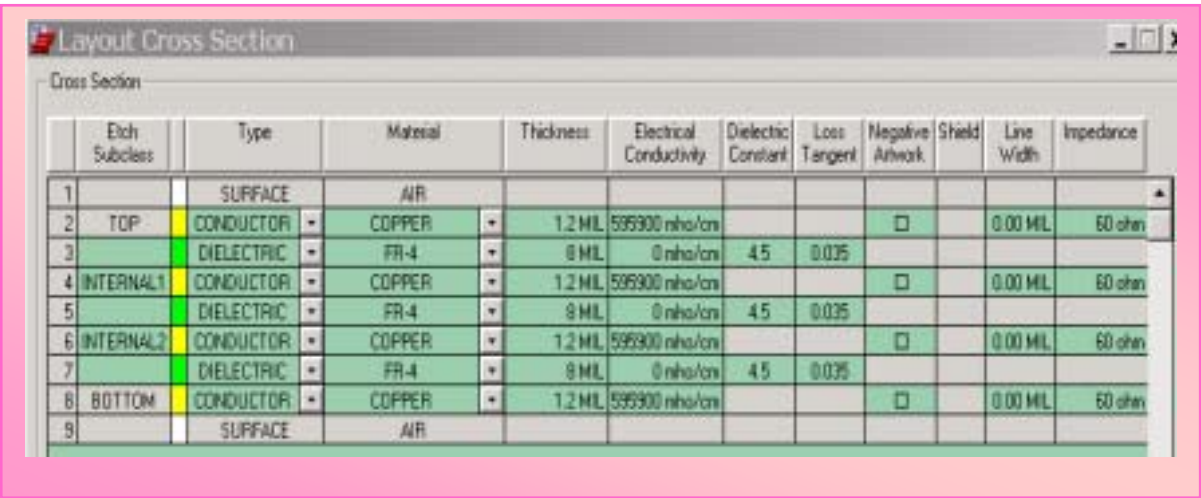 Layout Cross Section
Cross Section
Etch Subclass Type Material Thickness Electrical Conductivity Dielectric Constant Loss Tangent Negative Artwork Shield Line Width Impedance
1 SURFACE AIR
2 TOP CONDUCTOR COPPER 1.2 MIL 595900 mho/cm 0.00 MIL 60 ohm
3 DIELECTRIC FR-4 8 MIL 0 mho/cm 4.5 0.035
4 INTERNAL1 CONDUCTOR COPPER 1.2 MIL 595900 mho/cm 0.00 MIL 60 ohm
5 DIELECTRIC FR-4 8 MIL 0 mho/cm 4.5 0.035
6 INTERNAL2 CONDUCTOR COPPER 1.2 MIL 595900 mho/cm 0.00 MIL 60 ohm
7 DIELECTRIC FR-4 8 MIL 0 mho/cm 4.5 0.035
8 BOTTOM CONDUCTOR COPPER 1.2 MIL 595900 mho/cm 0.00 MIL 60 ohm
9 SURFACE AIR